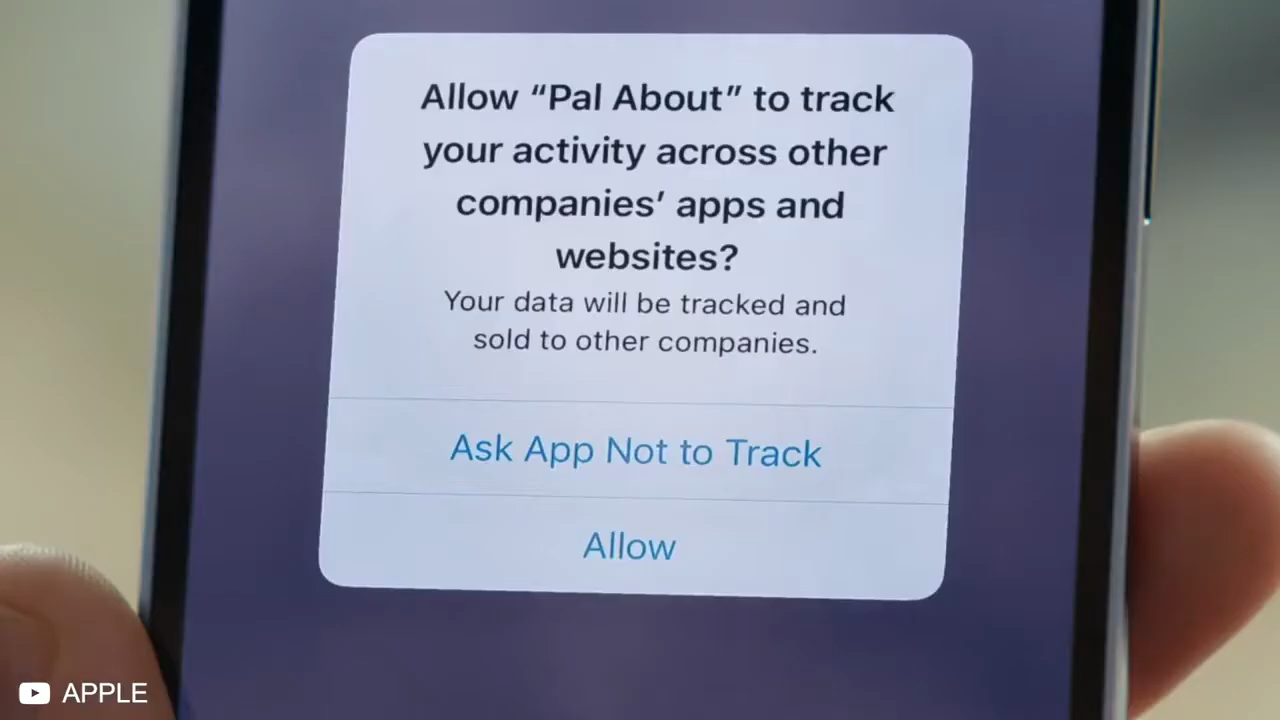 Allow “Pal About” to track
your activity across other
companies’ apps and
websites?
Your data will be tracked and
sold to other companies.
Ask App Not to Track
Allow
APPLE